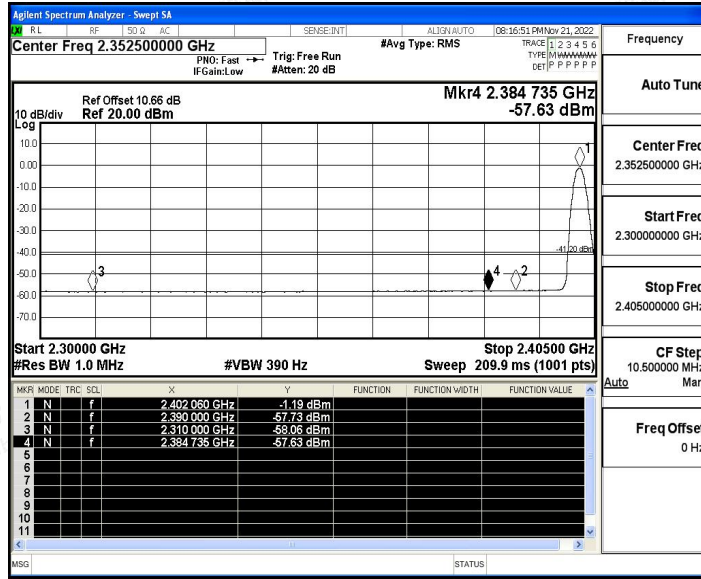 Agilent Spectrum Analyzer - Swept SA
LXI RL RF 50 Ω AC SENSE:INT ALIGN AUTO 08:16:51 PM Nov 21, 2022
Center Freq 2.352500000 GHz #Avg Type: RMS TRACE 1 2 3 4 5 6
PNO: Fast Trig: Free Run TYPE M W W W W W
IFGain:Low #Atten: 20 dB DET P P P P P P
Mkr4 2.384 735 GHz
-57.63 dBm
Ref Offset 10.66 dB
10 dB/div Ref 20.00 dBm
Log
10.0
0.00
-10.0
-20.0
-30.0
-40.0
-50.0
-60.0
-70.0
1
-41.20 dBm
3
4
2
Start 2.30000 GHz Stop 2.40500 GHz
#Res BW 1.0 MHz #VBW 390 Hz Sweep 209.9 ms (1001 pts)
MKR MODE TRC SCL X Y FUNCTION FUNCTION WIDTH FUNCTION VALUE
1 N f 2.402 060 GHz -1.19 dBm
2 N f 2.390 000 GHz -57.73 dBm
3 N f 2.310 000 GHz -58.06 dBm
4 N f 2.384 735 GHz -57.63 dBm
5
6
7
8
9
10
11
MSG STATUS
Frequency
Auto Tune
Center Freq
2.352500000 GHz
Start Freq
2.300000000 GHz
Stop Freq
2.405000000 GHz
CF Step
10.500000 MHz
Auto Man
Freq Offset
0 Hz